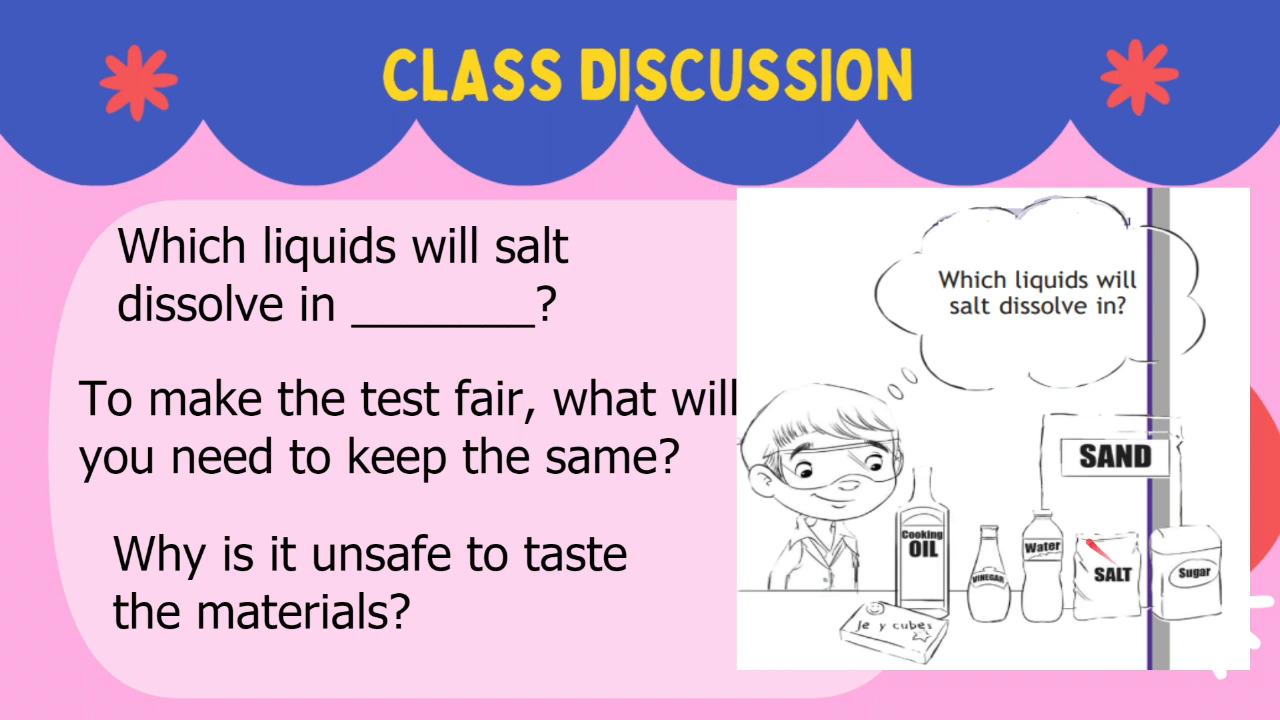 CLASS DISCUSSION
Which liquids will salt
dissolve in _______?
To make the test fair, what will
you need to keep the same?
Why is it unsafe to taste
the materials?
Which liquids will
salt dissolve in?
SAND
Cooking
OIL
VINEGAR
Water
SALT
Sugar
Je y cubes